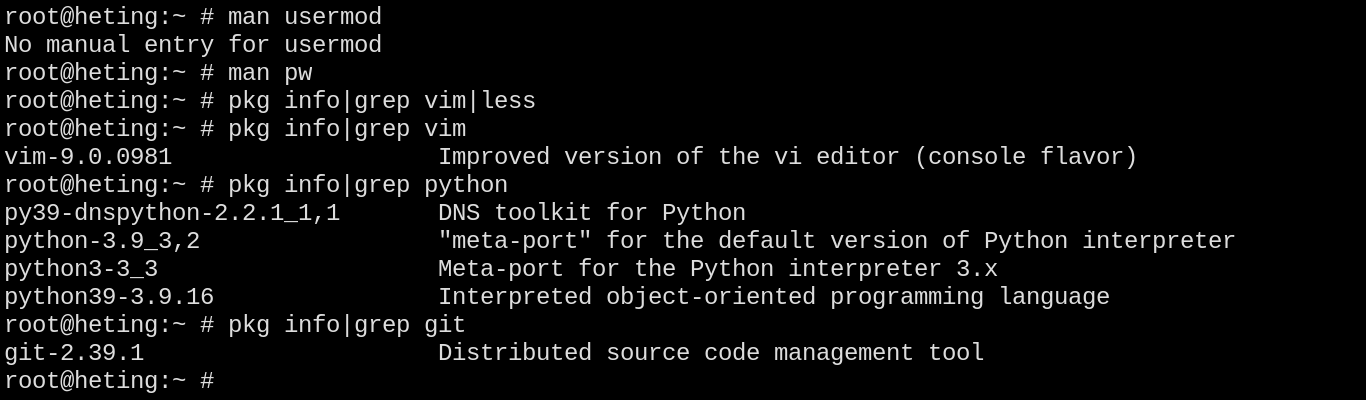 root@heting:~ # man usermod
No manual entry for usermod
root@heting:~ # man pw
root@heting:~ # pkg info|grep vim|less
root@heting:~ # pkg info|grep vim
vim-9.0.0981                   Improved version of the vi editor (console flavor)
root@heting:~ # pkg info|grep python
py39-dnspython-2.2.1_1,1       DNS toolkit for Python
python-3.9_3,2                 "meta-port" for the default version of Python interpreter
python3-3_3                    Meta-port for the Python interpreter 3.x
python39-3.9.16                Interpreted object-oriented programming language
root@heting:~ # pkg info|grep git
git-2.39.1                     Distributed source code management tool
root@heting:~ #